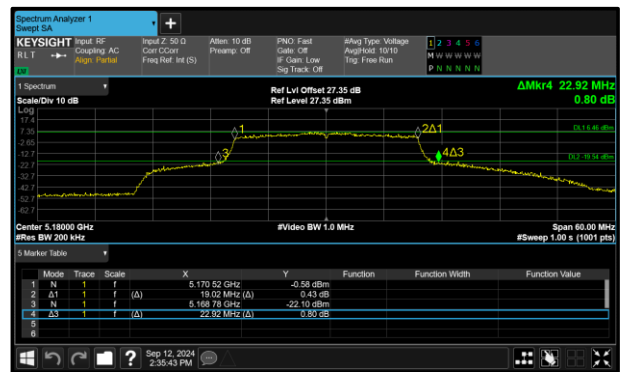 Spectrum Analyzer 1
Swept SA
+
KEYSIGHT Input: RF Input Z: 50 Ω Atten: 10 dB PNO: Fast #Avg Type: Voltage 1 2 3 4 5 6
RLT Coupling: AC Corr CCorr Preamp: Off Gate: Off Avg|Hold: 10/10 M W W W W W
Align: Partial Freq Ref: Int (S) IF Gain: Low Trig: Free Run
Sig Track: Off P N N N N N
LXI
1 Spectrum Ref Lvl Offset 27.35 dB ΔMkr4 22.92 MHz
Scale/Div 10 dB Ref Level 27.35 dBm 0.80 dB
Log
17.4
7.35 1 2Δ1 DL1 6.46 dBm
-2.65
-12.7 3 4Δ3 DL2 -19.54 dBm
-22.7
-32.7
-42.7
-52.7
-62.7
Center 5.18000 GHz #Video BW 1.0 MHz Span 60.00 MHz
#Res BW 200 kHz #Sweep 1.00 s (1001 pts)
5 Marker Table
Mode Trace Scale X Y Function Function Width Function Value
1 N 1 f 5.170 52 GHz -0.58 dBm
2 Δ1 1 f (Δ) 19.02 MHz (Δ) 0.43 dB
3 N 1 f 5.168 78 GHz -22.10 dBm
4 Δ3 1 f (Δ) 22.92 MHz (Δ) 0.80 dB
5
6
? Sep 12, 2024
2:35:43 PM